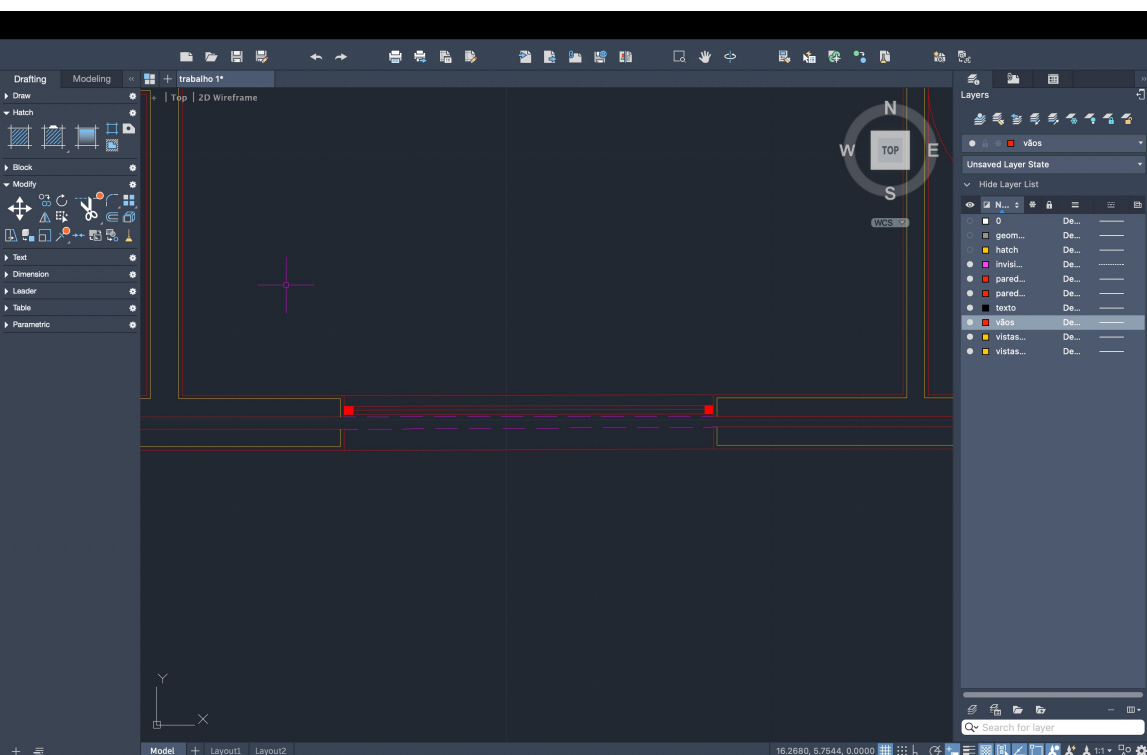 Drafting Modeling
trabalho 1*
Draw
Top 2D Wireframe
Hatch
Block
Modify
Text
Dimension
Leader
Table
Parametric
N
W TOP E
S
WCS
Layers
vãos
Unsaved Layer State
Hide Layer List
N...
0 De...
geom... De...
hatch De...
invisi... De...
pared... De...
pared... De...
texto De...
vãos De...
vistas... De...
vistas... De...
Y
X
Search for layer
Model Layout1 Layout2
16.2680, 5.7544, 0.0000 1:1